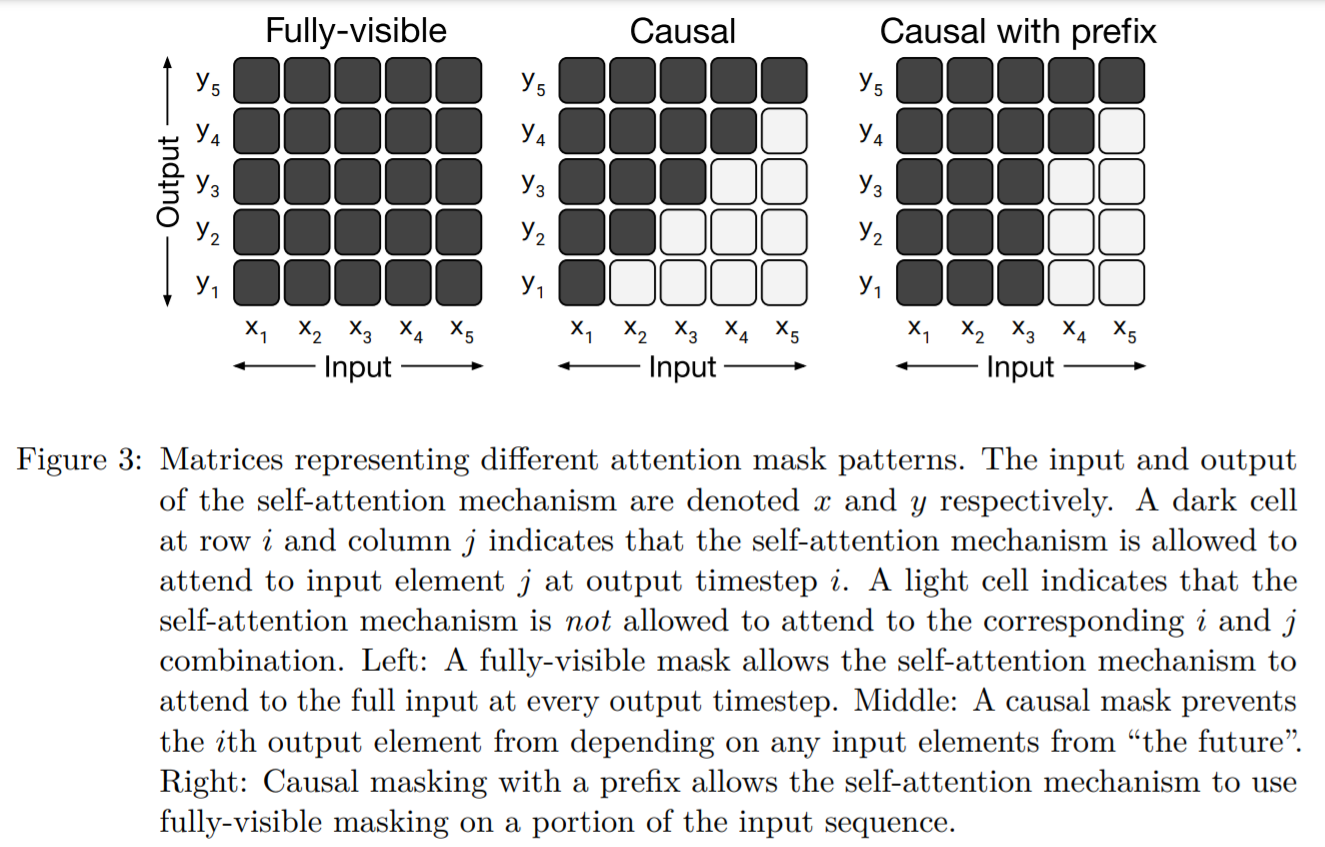 Fully-visible Causal Causal with prefix
Output
y5 y5 y5
y4 y4 y4
y3 y3 y3
y2 y2 y2
y1 y1 y1
x1 x2 x3 x4 x5 x1 x2 x3 x4 x5 x1 x2 x3 x4 x5
Input Input Input
Figure 3: Matrices representing different attention mask patterns. The input and output
of the self-attention mechanism are denoted x and y respectively. A dark cell
at row i and column j indicates that the self-attention mechanism is allowed to
attend to input element j at output timestep i. A light cell indicates that the
self-attention mechanism is not allowed to attend to the corresponding i and j
combination. Left: A fully-visible mask allows the self-attention mechanism to
attend to the full input at every output timestep. Middle: A causal mask prevents
the ith output element from depending on any input elements from “the future”.
Right: Causal masking with a prefix allows the self-attention mechanism to use
fully-visible masking on a portion of the input sequence.